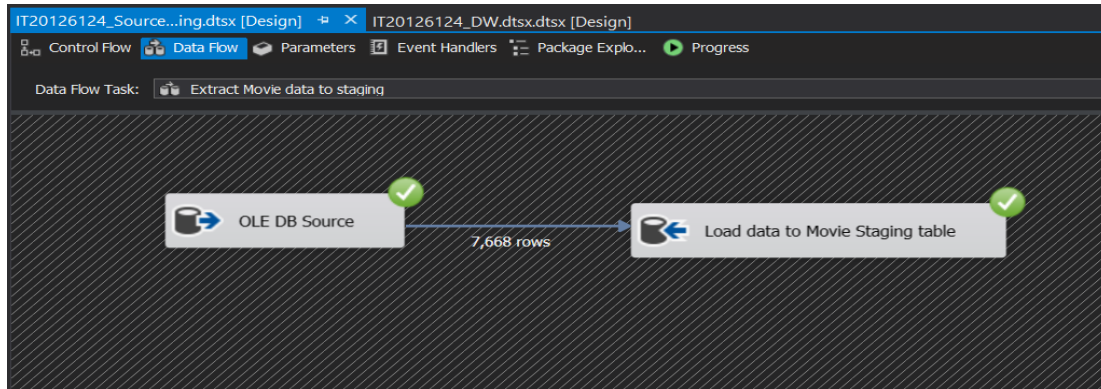 IT20126124_Source...ing.dtsx [Design] IT20126124_DW.dtsx.dtsx [Design]
Control Flow Data Flow Parameters Event Handlers Package Explo... Progress
Data Flow Task: Extract Movie data to staging
OLE DB Source
Load data to Movie Staging table
7,668 rows